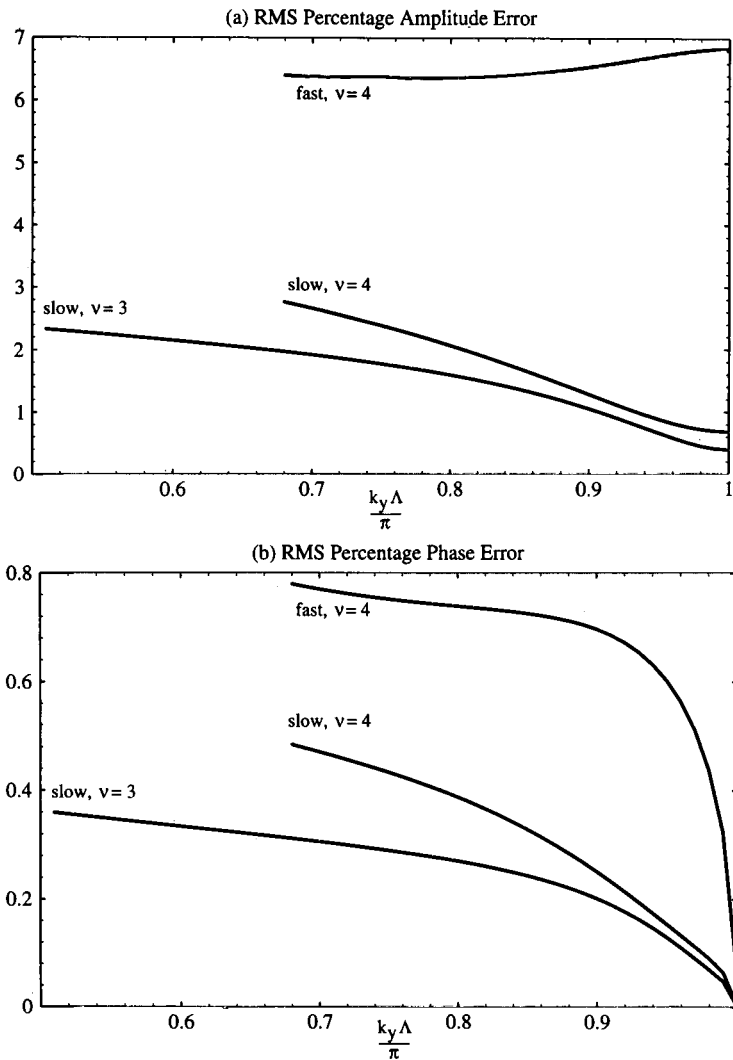 (a) RMS Percentage Amplitude Error
7
6
5
4
3
2
1
0
fast, ν= 4
slow, ν= 4
slow, ν= 3
0.6
0.7
0.8
0.9
1
k_y Λ
π
(b) RMS Percentage Phase Error
0.8
0.6
0.4
0.2
0
fast, ν= 4
slow, ν= 4
slow, ν= 3
0.6
0.7
0.8
0.9
k_y Λ
π